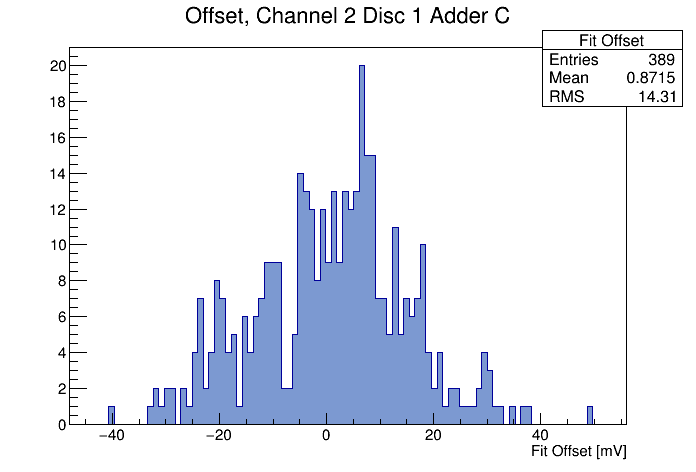 Offset, Channel 2 Disc 1 Adder C
Fit Offset
Entries 389
Mean 0.8715
RMS 14.31
20
18
16
14
12
10
8
6
4
2
0
−40 −20 0 20 40
Fit Offset [mV]